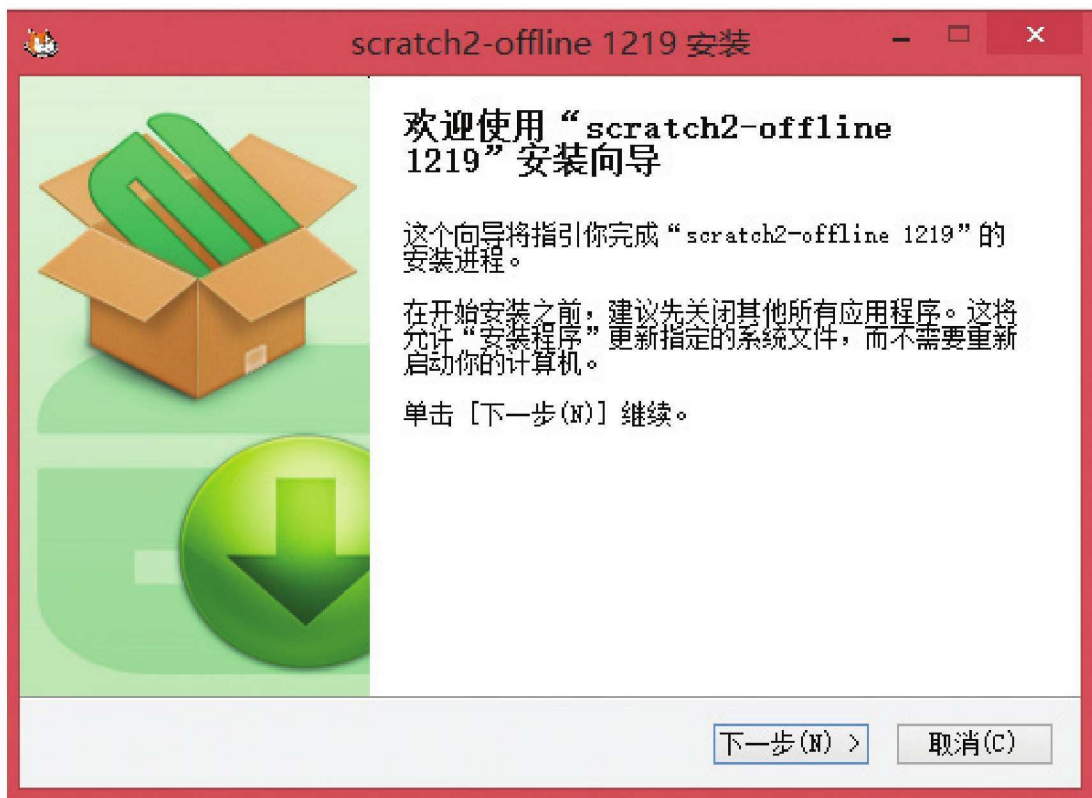 scratch2-offline 1219 安装
欢迎使用“scratch2-offline
1219”安装向导
这个向导将指引你完成“scratch2-offline 1219”的
安装进程。
在开始安装之前，建议先关闭其他所有应用程序。这将
允许“安装程序”更新指定的系统文件，而不需要重新
启动你的计算机。
单击 [下一步(N)] 继续。
下一步(N) >
取消(C)